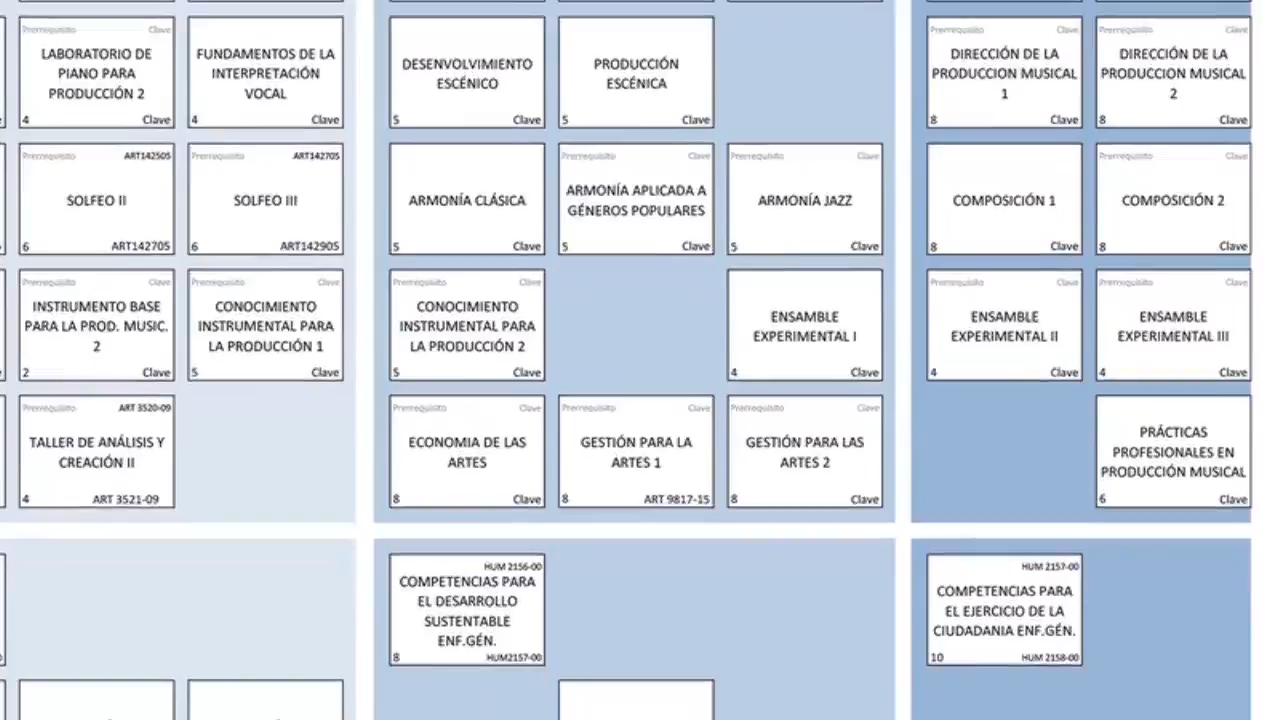 Prerrequisito Clave
LABORATORIO DE
PIANO PARA
PRODUCCIÓN 2
4 Clave
FUNDAMENTOS DE LA
INTERPRETACIÓN
VOCAL
4 Clave
DESENVOLVIMIENTO
ESCÉNICO
5 Clave
PRODUCCIÓN
ESCÉNICA
5 Clave
Prerrequisito Clave
DIRECCIÓN DE LA
PRODUCCION MUSICAL
1
8 Clave
Prerrequisito Clave
DIRECCIÓN DE LA
PRODUCCION MUSICAL
2
8 Clave
Prerrequisito ART142505
SOLFEO II
6 ART142705
Prerrequisito ART142705
SOLFEO III
6 ART142905
ARMONÍA CLÁSICA
5 Clave
Prerrequisito Clave
ARMONÍA APLICADA A
GÉNEROS POPULARES
5 Clave
Prerrequisito Clave
ARMONÍA JAZZ
5 Clave
COMPOSICIÓN 1
8 Clave
Prerrequisito Clave
COMPOSICIÓN 2
8 Clave
Prerrequisito Clave
INSTRUMENTO BASE
PARA LA PROD. MUSIC.
2
2 Clave
Prerrequisito Clave
CONOCIMIENTO
INSTRUMENTAL PARA
LA PRODUCCIÓN 1
5 Clave
Prerrequisito Clave
CONOCIMIENTO
INSTRUMENTAL PARA
LA PRODUCCIÓN 2
5 Clave
ENSAMBLE
EXPERIMENTAL I
4 Clave
Prerrequisito Clave
ENSAMBLE
EXPERIMENTAL II
4 Clave
Prerrequisito Clave
ENSAMBLE
EXPERIMENTAL III
4 Clave
Prerrequisito ART 3520-09
TALLER DE ANÁLISIS Y
CREACIÓN II
4 ART 3521-09
Prerrequisito Clave
ECONOMIA DE LAS
ARTES
8 Clave
Prerrequisito Clave
GESTIÓN PARA LA
ARTES 1
8 ART 9817-15
Prerrequisito Clave
GESTIÓN PARA LAS
ARTES 2
8 Clave
PRÁCTICAS
PROFESIONALES EN
PRODUCCIÓN MUSICAL
6 Clave
HUM 2156-00
COMPETENCIAS PARA
EL DESARROLLO
SUSTENTABLE
ENF.GÉN.
8 HUM2157-00
HUM 2157-00
COMPETENCIAS PARA
EL EJERCICIO DE LA
CIUDADANIA ENF.GÉN.
10 HUM 2158-00